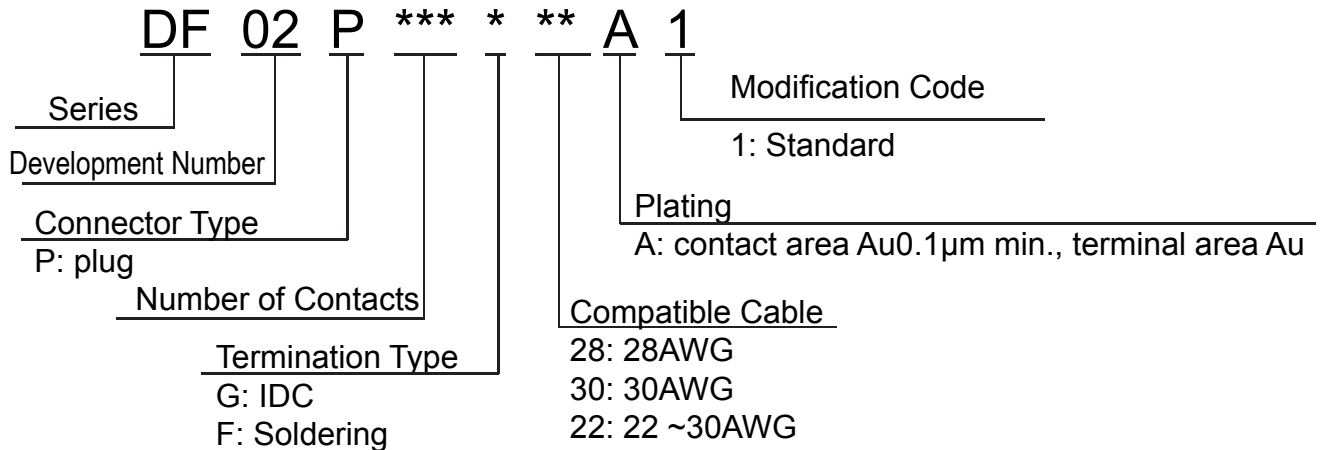 DF 02 P *** * ** A 1
Series
Development Number
Connector Type
P: plug
Number of Contacts
Termination Type
G: IDC
F: Soldering
Compatible Cable
28: 28AWG
30: 30AWG
22: 22 ~30AWG
Plating
A: contact area Au0.1μm min., terminal area Au
Modification Code
1: Standard